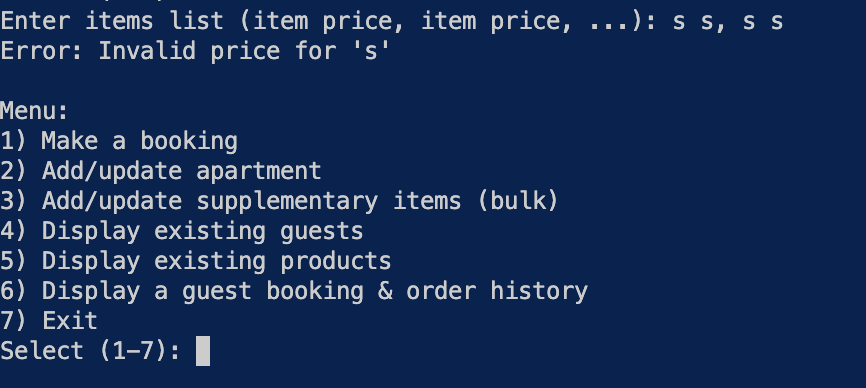 Enter items list (item price, item price, ...): s s, s s
Error: Invalid price for 's'
Menu:
1) Make a booking
2) Add/update apartment
3) Add/update supplementary items (bulk)
4) Display existing guests
5) Display existing products
6) Display a guest booking & order history
7) Exit
Select (1–7):